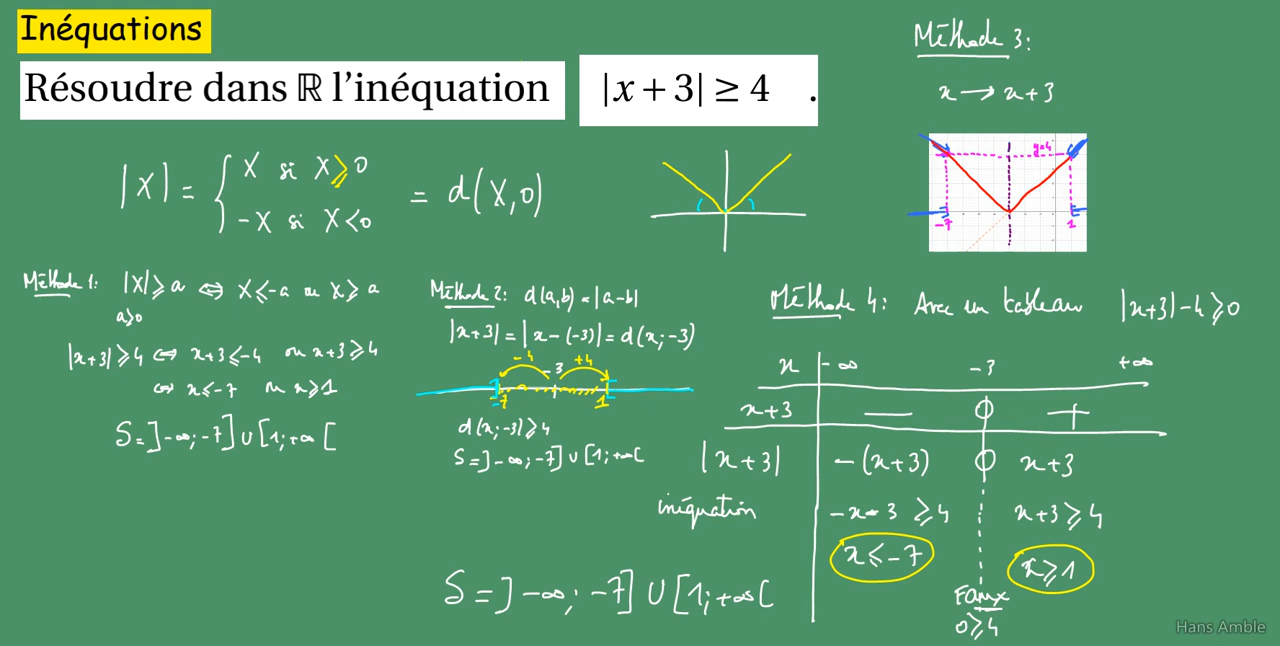 Inéquations
Résoudre dans ℝ l'inéquation |x + 3| ≥ 4 .
|X| = { X si X ⩾ 0
-X si X < 0
= d(X, 0)
Méthode 3:
x → x+3
y=4
-7 1
Méthode 1: |X| ⩾ a ⇔ X ⩽ -a ou X ⩾ a
a>0
|x+3| ⩾ 4 ⇔ x+3 ⩽ -4 ou x+3 ⩾ 4
⇔ x ⩽ -7 ou x ⩾ 1
S = ]-∞; -7] ∪ [1; +∞ [
Méthode 2: d(a,b) = |a-b|
|x+3| = |x-(-3)| = d(x; -3)
-4 +4
-3
-7 1
d(x; -3) ⩾ 4
S = ]-∞; -7] ∪ [1; +∞[
Méthode 4: Avec un tableau |x+3| - 4 ⩾ 0
x -∞ -3 +∞
x+3 — 0 +
|x+3| -(x+3) 0 x+3
inéquation -x-3 ⩾ 4 x+3 ⩾ 4
x ⩽ -7 x ⩾ 1
Faux
0 ⩾ 4
S = ]-∞; -7] ∪ [1; +∞[
Hans Amble